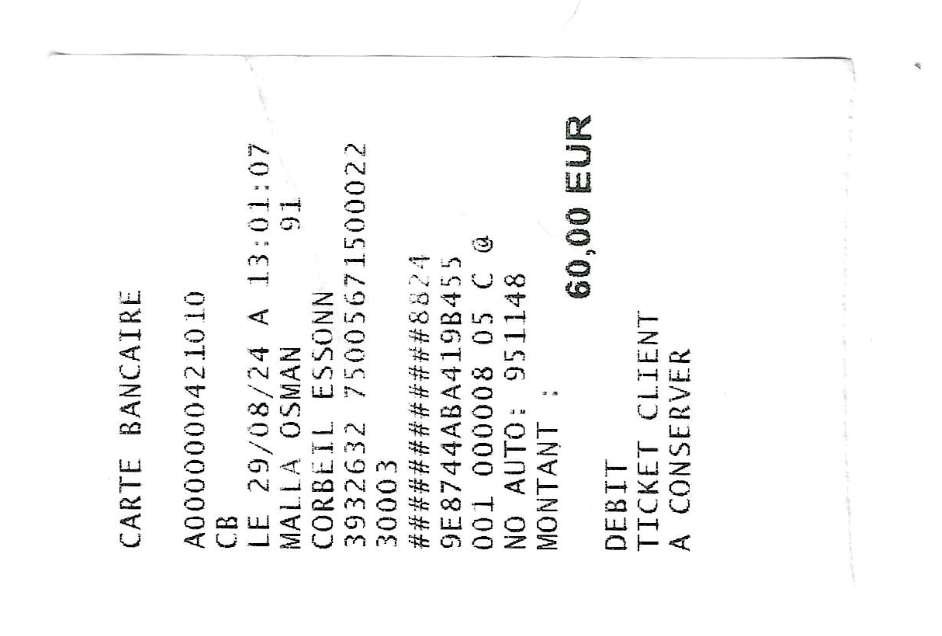 CARTE BANCAIRE
A0000000421010
CB
LE 29/08/24 A 13:01:07
MALLA OSMAN 91
CORBEIL ESSONN
3932632 75005671500022
30003
############8824
9E8744ABA419B455
001 000008 05 C @
NO AUTO: 951148
MONTANT :
60,00 EUR
DEBIT
TICKET CLIENT
A CONSERVER